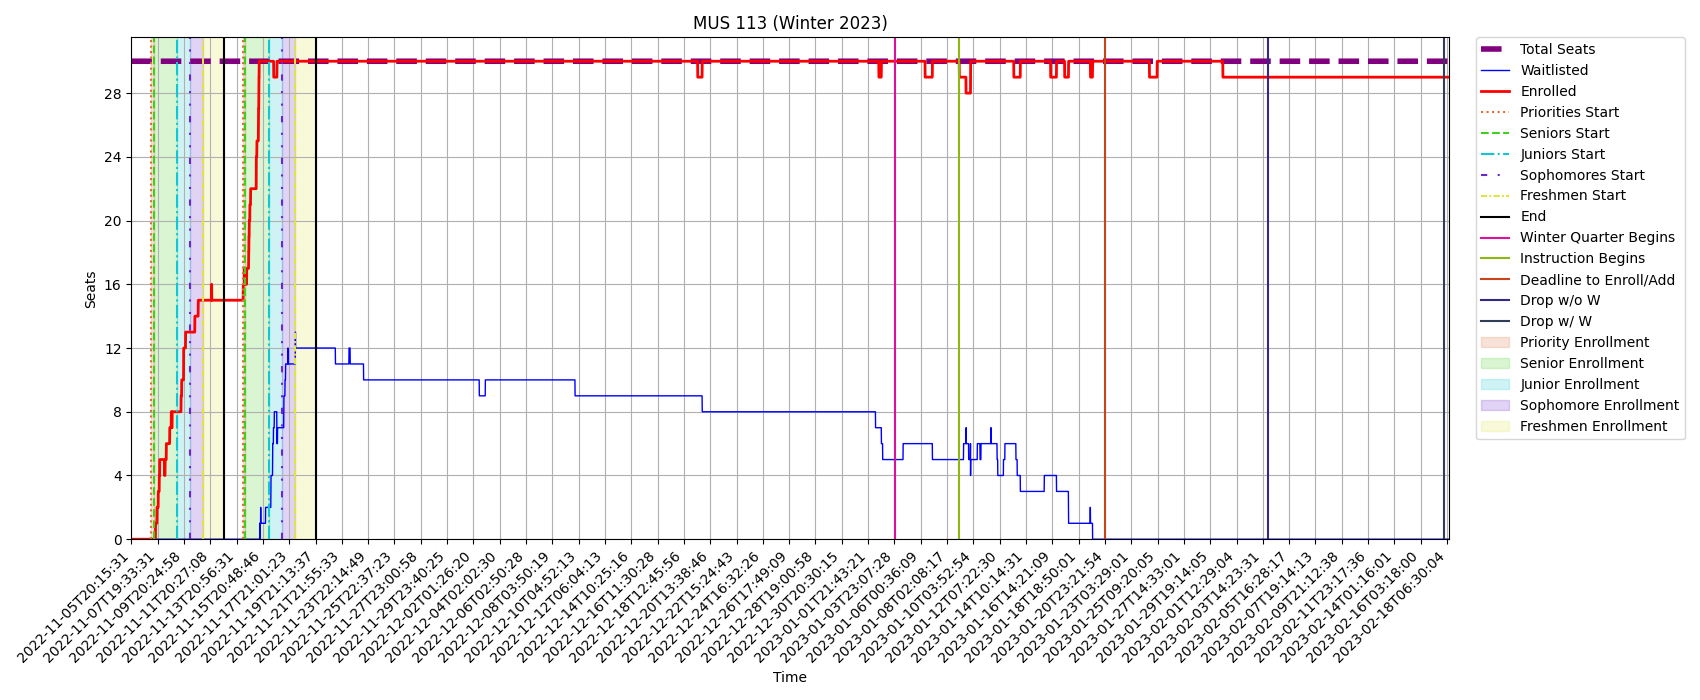 MUS 113 (Winter 2023)
Seats
28
24
20
16
12
8
4
0
2022-11-05T20:15:31
2022-11-07T19:33:31
2022-11-09T20:24:58
2022-11-11T20:27:08
2022-11-13T20:56:31
2022-11-15T20:48:46
2022-11-17T21:01:23
2022-11-19T21:13:37
2022-11-21T21:55:33
2022-11-23T22:14:49
2022-11-25T22:37:23
2022-11-27T23:00:58
2022-11-29T23:40:25
2022-12-02T01:26:20
2022-12-04T02:02:30
2022-12-06T02:50:28
2022-12-08T03:50:19
2022-12-10T04:52:13
2022-12-12T06:04:13
2022-12-14T10:25:16
2022-12-16T11:30:28
2022-12-18T12:45:56
2022-12-20T13:38:46
2022-12-22T15:24:43
2022-12-24T16:32:26
2022-12-26T17:49:09
2022-12-28T19:00:58
2022-12-30T20:30:15
2023-01-01T21:43:21
2023-01-03T23:07:28
2023-01-06T00:36:09
2023-01-08T02:08:17
2023-01-10T03:52:54
2023-01-12T07:22:30
2023-01-14T10:14:31
2023-01-16T14:21:09
2023-01-18T18:50:01
2023-01-20T23:21:54
2023-01-23T03:29:01
2023-01-25T09:20:05
2023-01-27T14:33:01
2023-01-29T19:14:05
2023-02-01T12:29:04
2023-02-03T14:23:31
2023-02-05T16:28:17
2023-02-07T19:14:13
2023-02-09T21:12:38
2023-02-11T23:17:36
2023-02-14T01:16:01
2023-02-16T03:18:00
2023-02-18T06:30:04
Time
Total Seats
Waitlisted
Enrolled
Priorities Start
Seniors Start
Juniors Start
Sophomores Start
Freshmen Start
End
Winter Quarter Begins
Instruction Begins
Deadline to Enroll/Add
Drop w/o W
Drop w/ W
Priority Enrollment
Senior Enrollment
Junior Enrollment
Sophomore Enrollment
Freshmen Enrollment